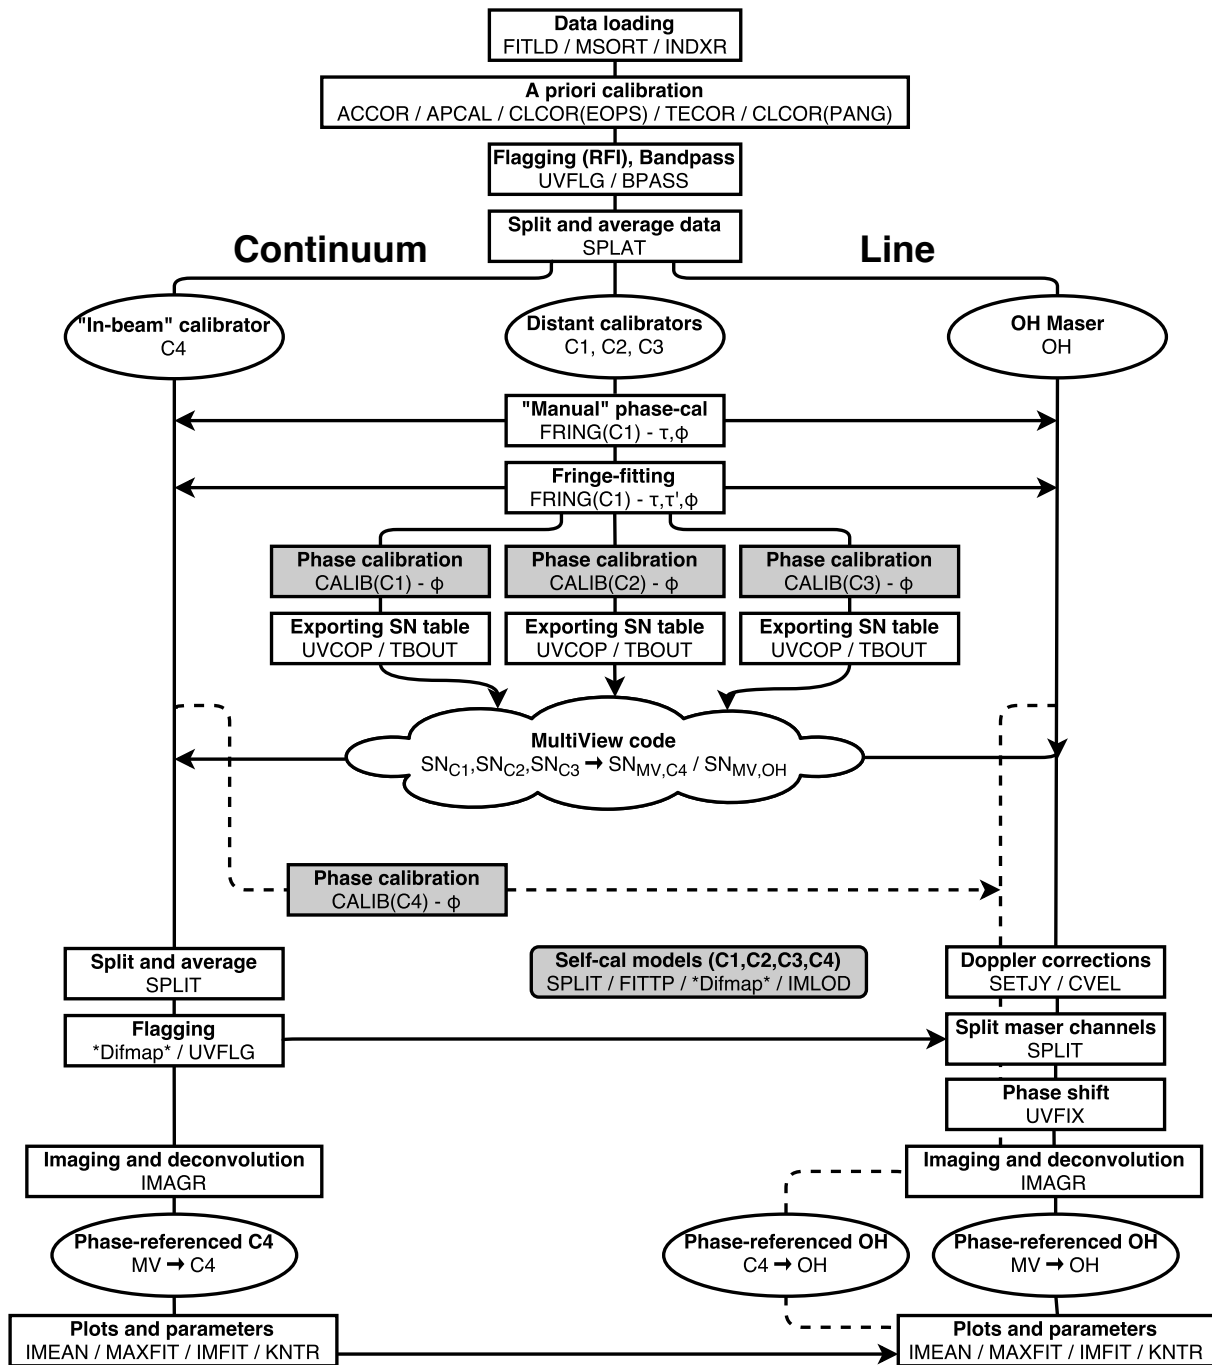 Data loading
FITLD / MSORT / INDXR
A priori calibration
ACCOR / APCAL / CLCOR(EOPS) / TECOR / CLCOR(PANG)
Flagging (RFI), Bandpass
UVFLG / BPASS
Split and average data
SPLAT
Continuum
Line
"In-beam" calibrator
C4
Distant calibrators
C1, C2, C3
OH Maser
OH
"Manual" phase-cal
FRING(C1) - τ,ϕ
Fringe-fitting
FRING(C1) - τ,τ',ϕ
Phase calibration
CALIB(C1) - ϕ
Phase calibration
CALIB(C2) - ϕ
Phase calibration
CALIB(C3) - ϕ
Exporting SN table
UVCOP / TBOUT
Exporting SN table
UVCOP / TBOUT
Exporting SN table
UVCOP / TBOUT
MultiView code
SN_C1,SN_C2,SN_C3 → SN_MV,C4 / SN_MV,OH
Phase calibration
CALIB(C4) - ϕ
Split and average
SPLIT
Self-cal models (C1,C2,C3,C4)
SPLIT / FITTP / *Difmap* / IMLOD
Doppler corrections
SETJY / CVEL
Flagging
*Difmap* / UVFLG
Split maser channels
SPLIT
Phase shift
UVFIX
Imaging and deconvolution
IMAGR
Imaging and deconvolution
IMAGR
Phase-referenced C4
MV → C4
Phase-referenced OH
C4 → OH
Phase-referenced OH
MV → OH
Plots and parameters
IMEAN / MAXFIT / IMFIT / KNTR
Plots and parameters
IMEAN / MAXFIT / IMFIT / KNTR